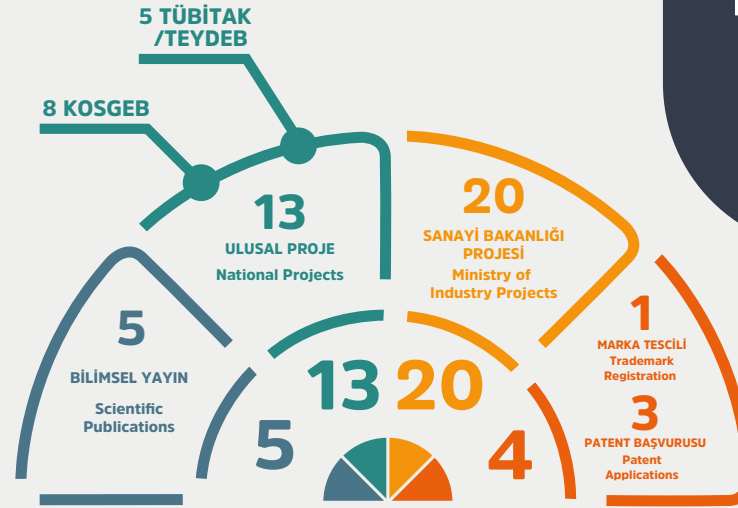 5 TÜBİTAK
/TEYDEB
8 KOSGEB
13
ULUSAL PROJE
National Projects
20
SANAYİ BAKANLIĞI
PROJESİ
Ministry of
Industry Projects
5
BİLİMSEL YAYIN
Scientific
Publications
1
MARKA TESCİLİ
Trademark
Registration
3
PATENT BAŞVURUSU
Patent
Applications
5
13
20
4